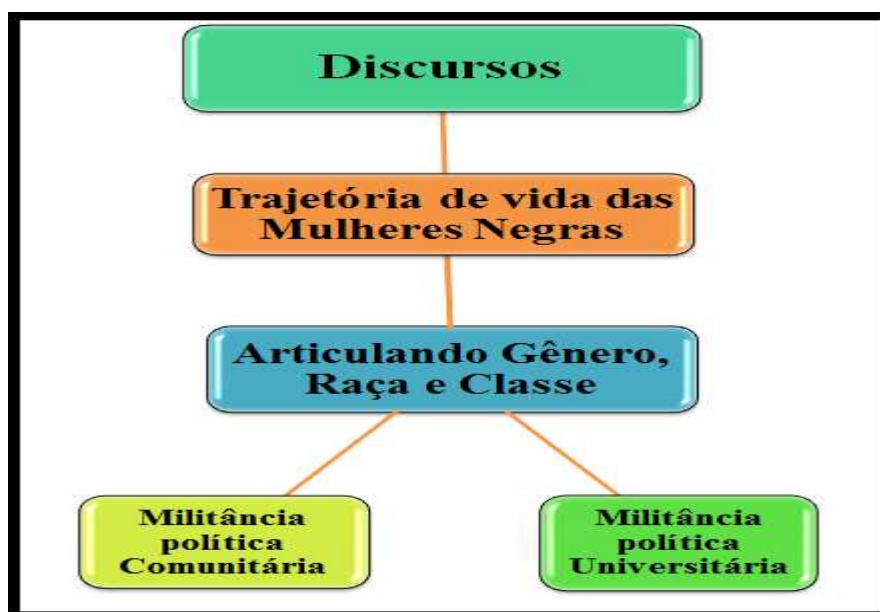 Discursos
Trajetória de vida das
Mulheres Negras
Articulando Gênero,
Raça e Classe
Militância
política
Comunitária
Militância
política
Universitária